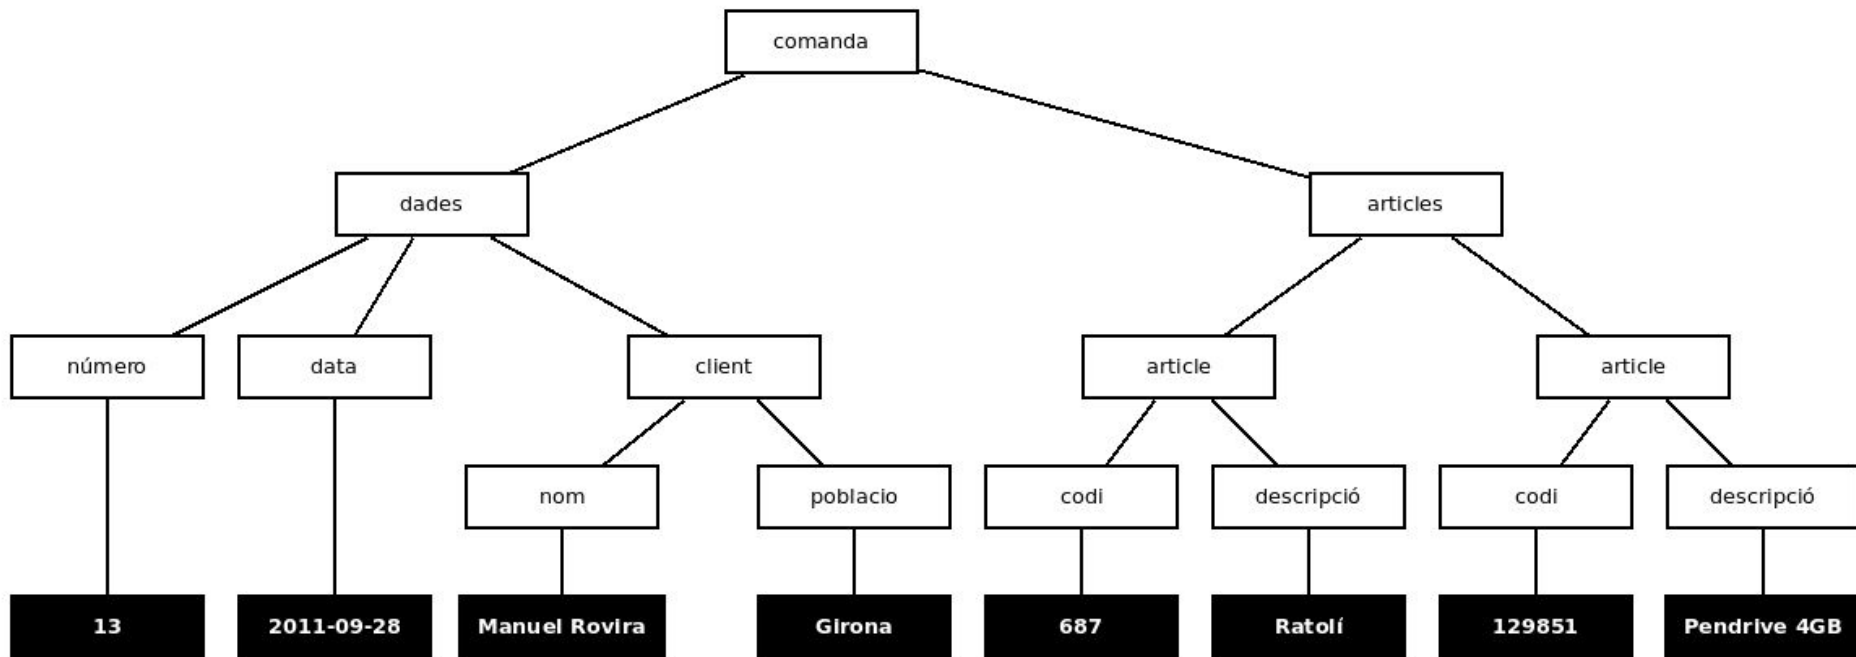 comanda
dades
articles
número
data
client
article
article
nom
poblacio
codi
descripció
codi
descripció
13
2011-09-28
Manuel Rovira
Girona
687
Ratolí
129851
Pendrive 4GB